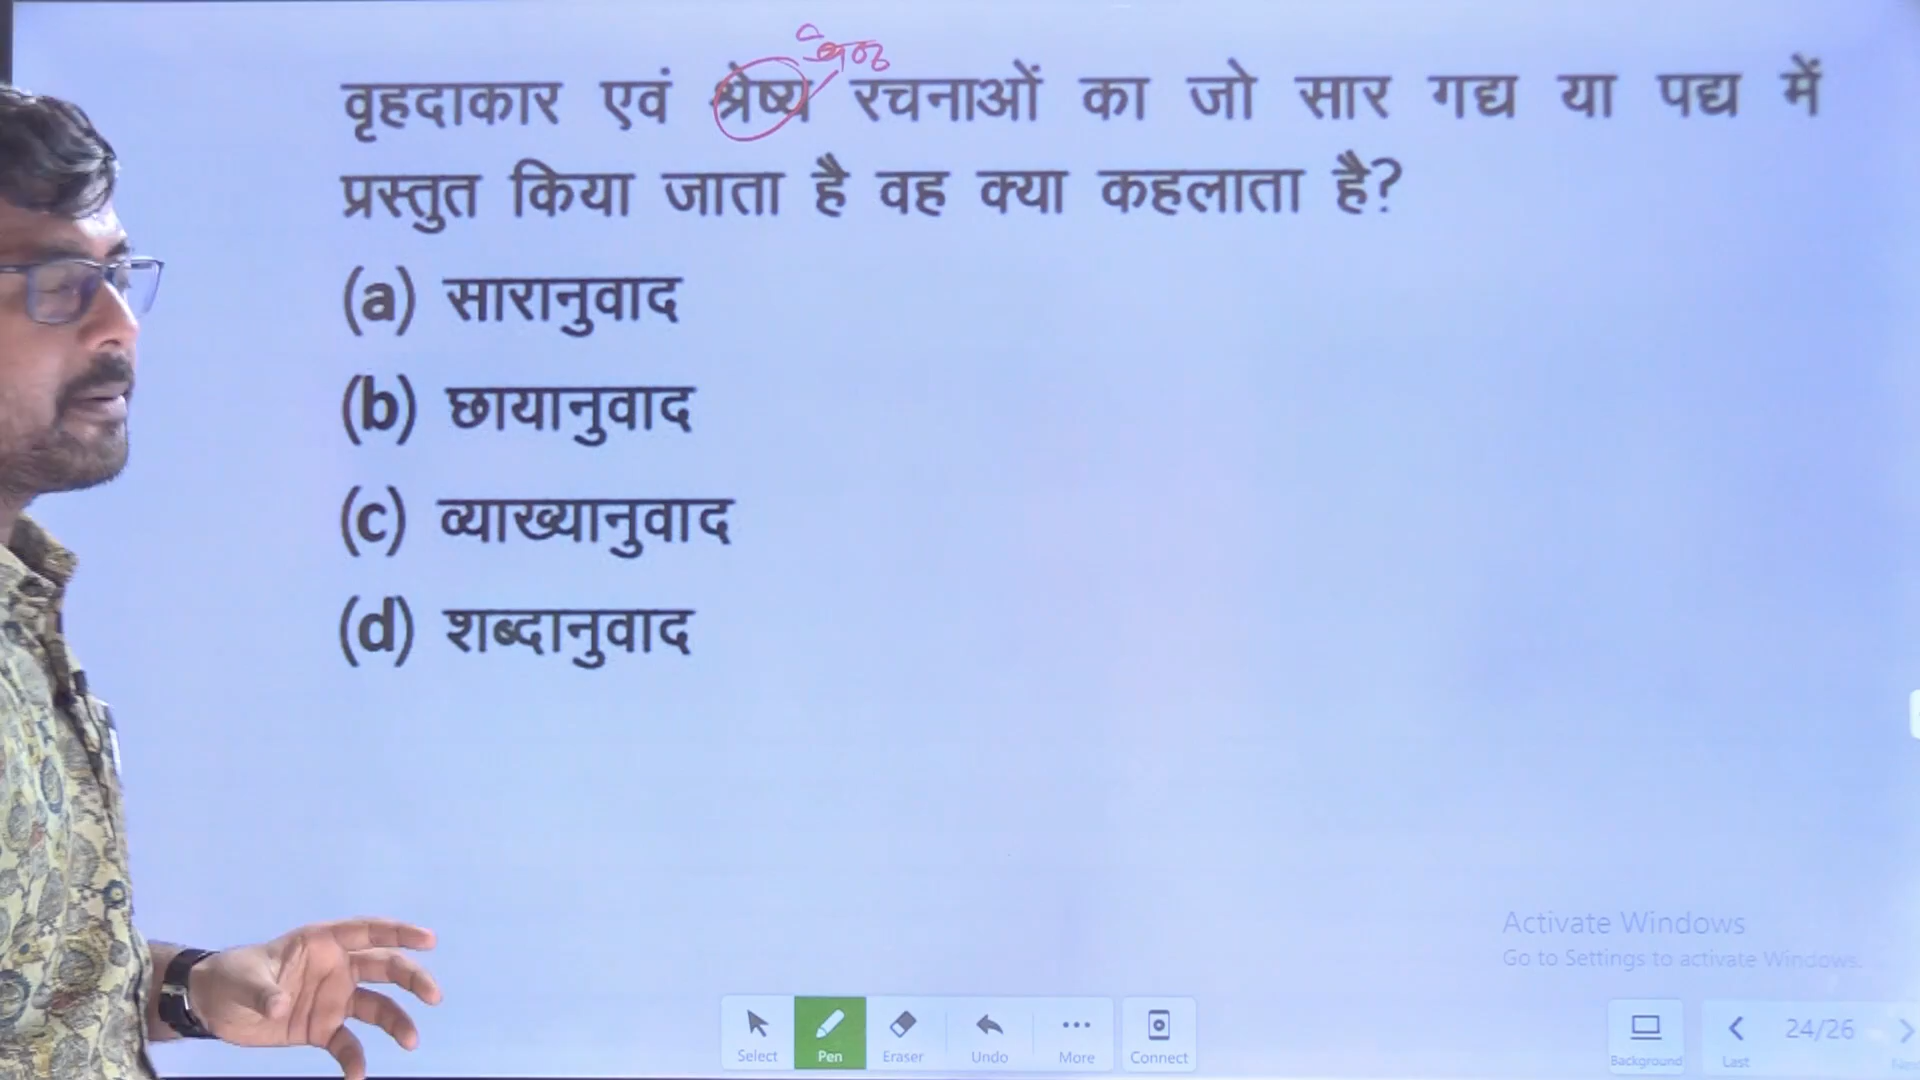 वृहदाकार एवं श्रेष्य रचनाओं का जो सार गद्य या पद्य में
प्रस्तुत किया जाता है वह क्या कहलाता है?
(a) सारानुवाद
(b) छायानुवाद
(c) व्याख्यानुवाद
(d) शब्दानुवाद
Activate Windows
Go to Settings to activate Windows.
Select Pen Eraser Undo More Connect
Background
24/26
Last